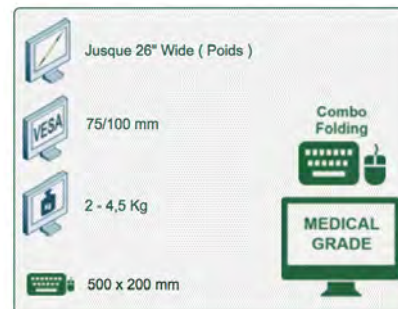 Jusque 26" Wide ( Poids )
VESA
75/100 mm
2 - 4,5 Kg
500 x 200 mm
Combo
Folding
MEDICAL
GRADE